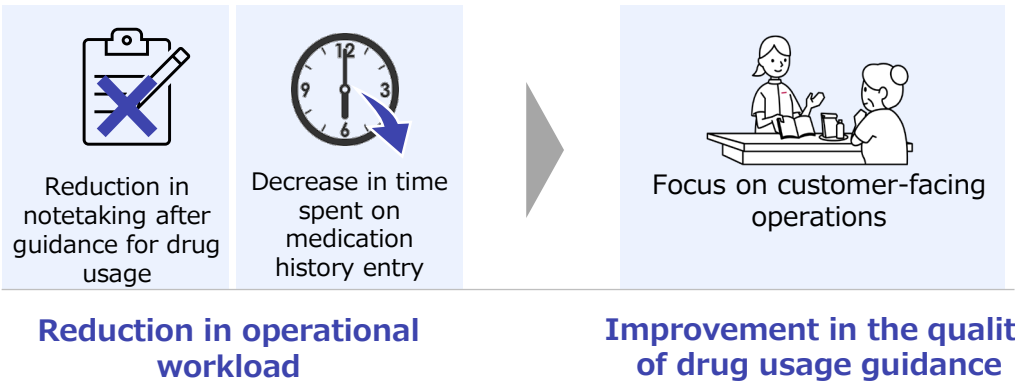 12
3
6
9
Reduction in
notetaking after
guidance for drug
usage
Decrease in time
spent on
medication
history entry
Focus on customer-facing
operations
Reduction in operational
workload
Improvement in the qualit
of drug usage guidance